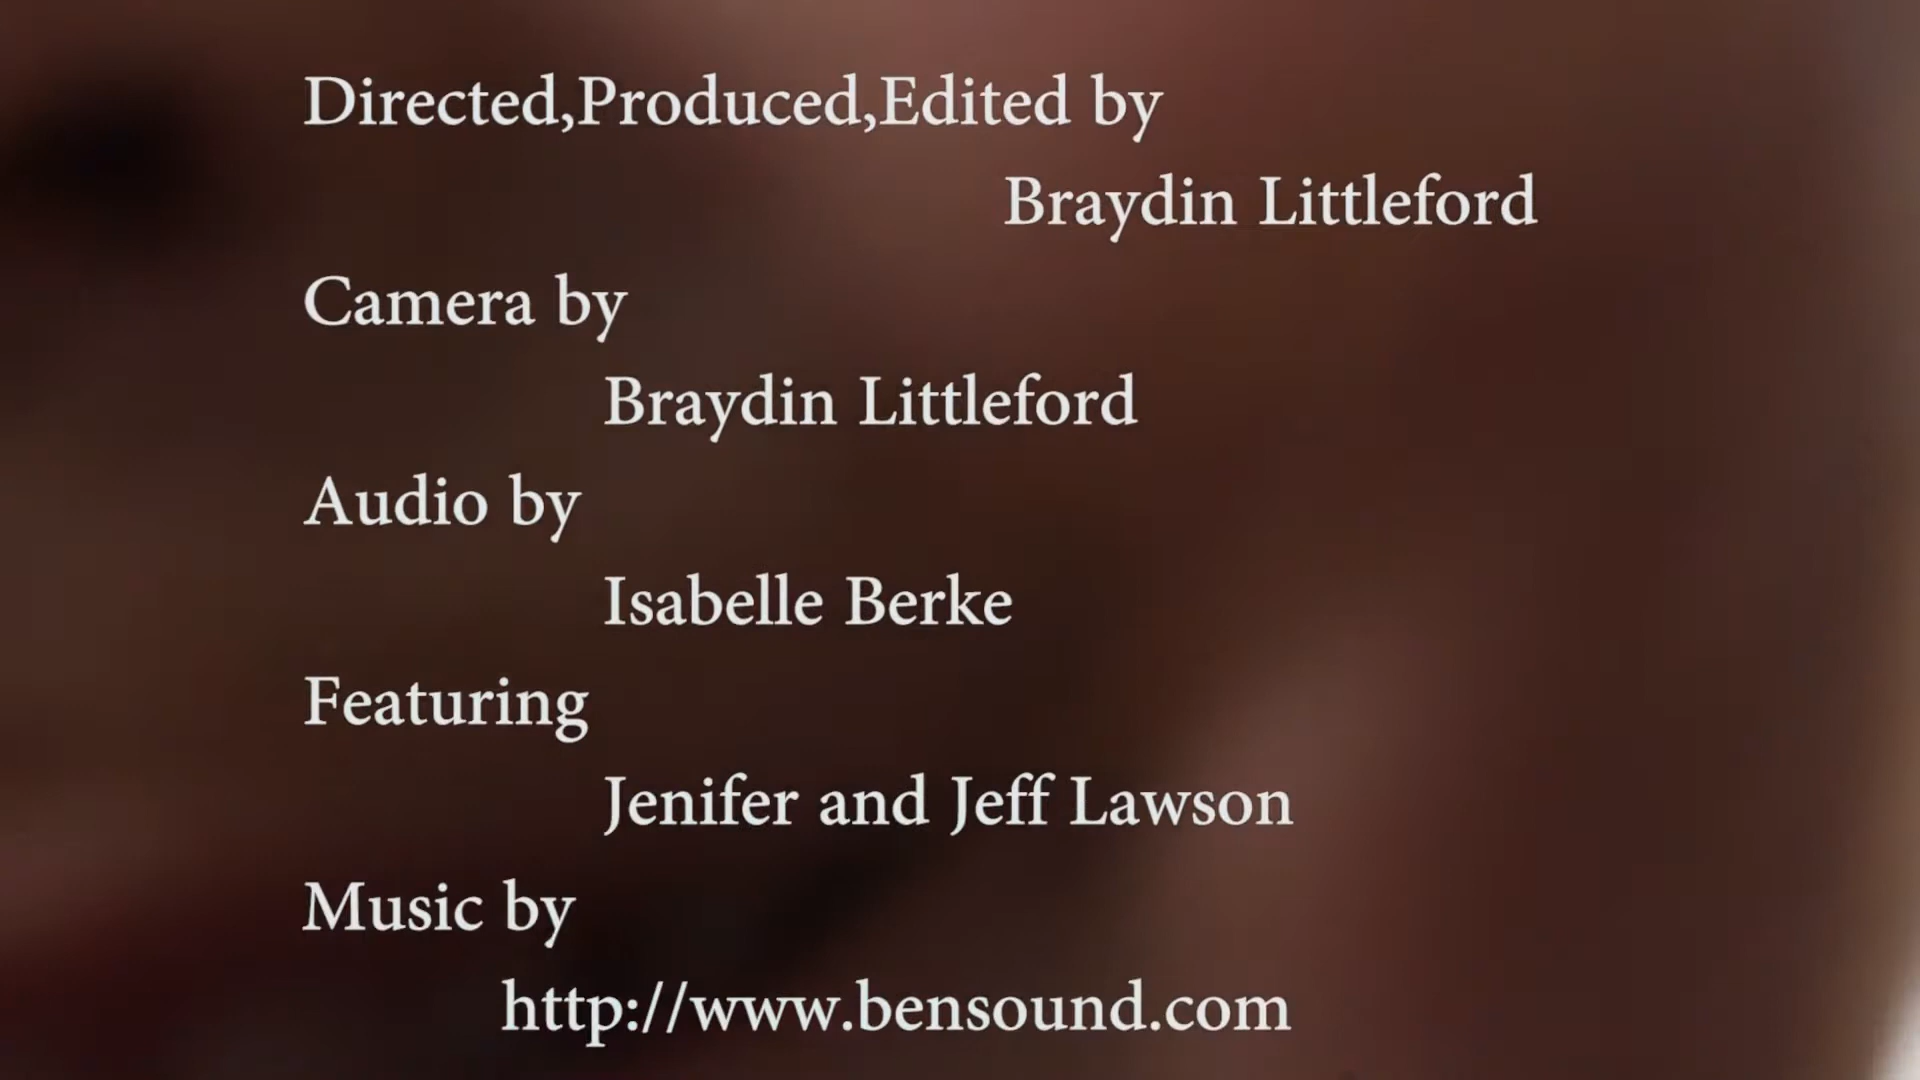 Directed,Produced,Edited by
Braydin Littleford
Camera by
Braydin Littleford
Audio by
Isabelle Berke
Featuring
Jenifer and Jeff Lawson
Music by
http://www.bensound.com